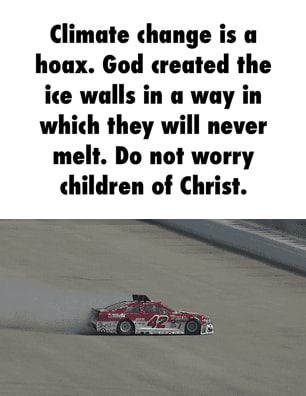 Climate change is a
hoax. God created the
ice walls in a way in
which they will never
melt. Do not worry
children of Christ.
42